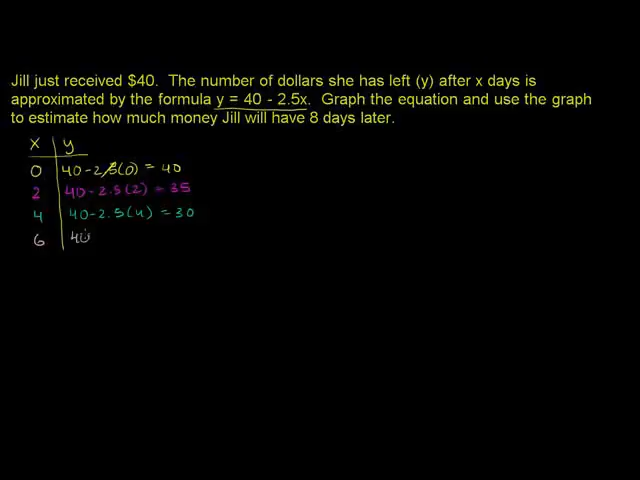 Jill just received $40. The number of dollars she has left (y) after x days is
approximated by the formula y = 40 - 2.5x. Graph the equation and use the graph
to estimate how much money Jill will have 8 days later.
x y
0 40-2.5(0) = 40
2 40-2.5(2) = 35
4 40-2.5(4) = 30
6 40